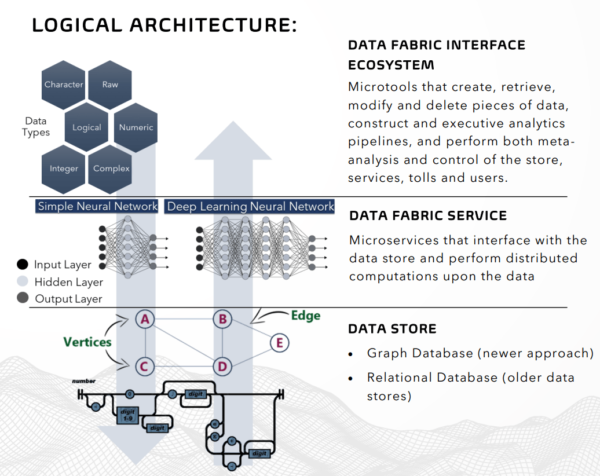 LOGICAL ARCHITECTURE:
Data
Types
Character
Raw
Logical
Numeric
Integer
Complex
DATA FABRIC INTERFACE
ECOSYSTEM
Microtools that create, retrieve,
modify and delete pieces of data,
construct and executive analytics
pipelines, and perform both meta-
analysis and control of the store,
services, tolls and users.
Simple Neural Network
Deep Learning Neural Network
Input Layer
Hidden Layer
Output Layer
DATA FABRIC SERVICE
Microservices that interface with the
data store and perform distributed
computations upon the data
Vertices
Edge
A
B
E
C
D
number
digit
1-9
digit
digit
digit
DATA STORE
• Graph Database (newer approach)
• Relational Database (older data
stores)